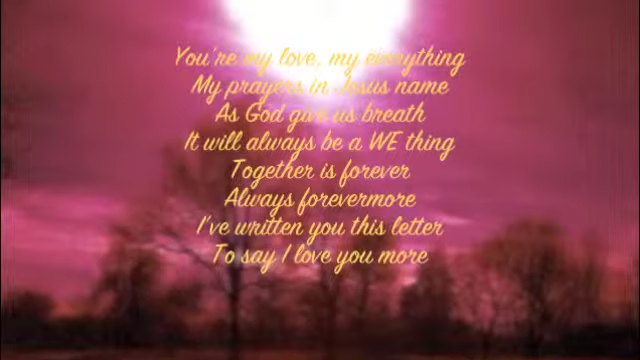 You're my love, my everything
My prayers in Jesus name
As God give us breath
It will always be a WE thing
Together is forever
Always forevermore
I've written you this letter
To say I love you more